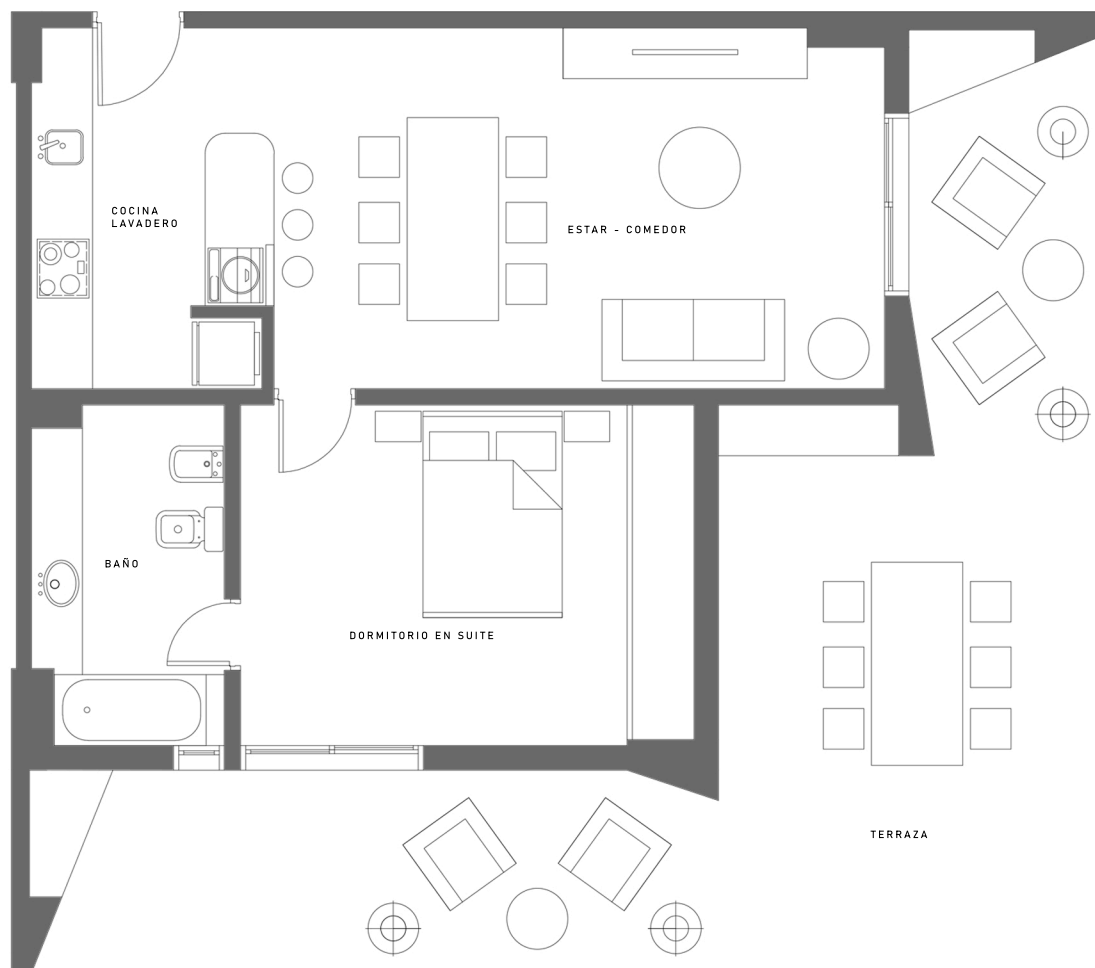 COCINA
LAVADERO
ESTAR - COMEDOR
BAÑO
DORMITORIO EN SUITE
TERRAZA